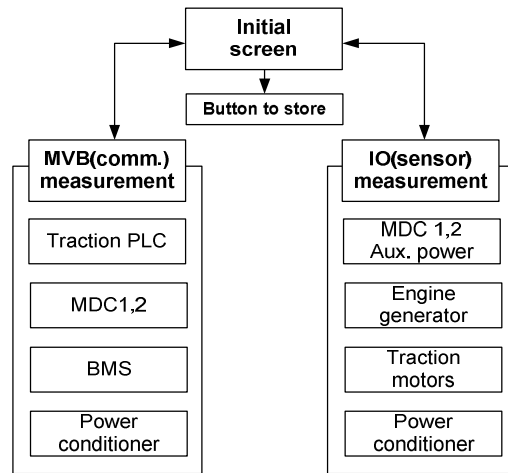 Initial
screen
Button to store
MVB(comm.)
measurement
Traction PLC
MDC1,2
BMS
Power
conditioner
IO(sensor)
measurement
MDC 1,2
Aux. power
Engine
generator
Traction
motors
Power
conditioner